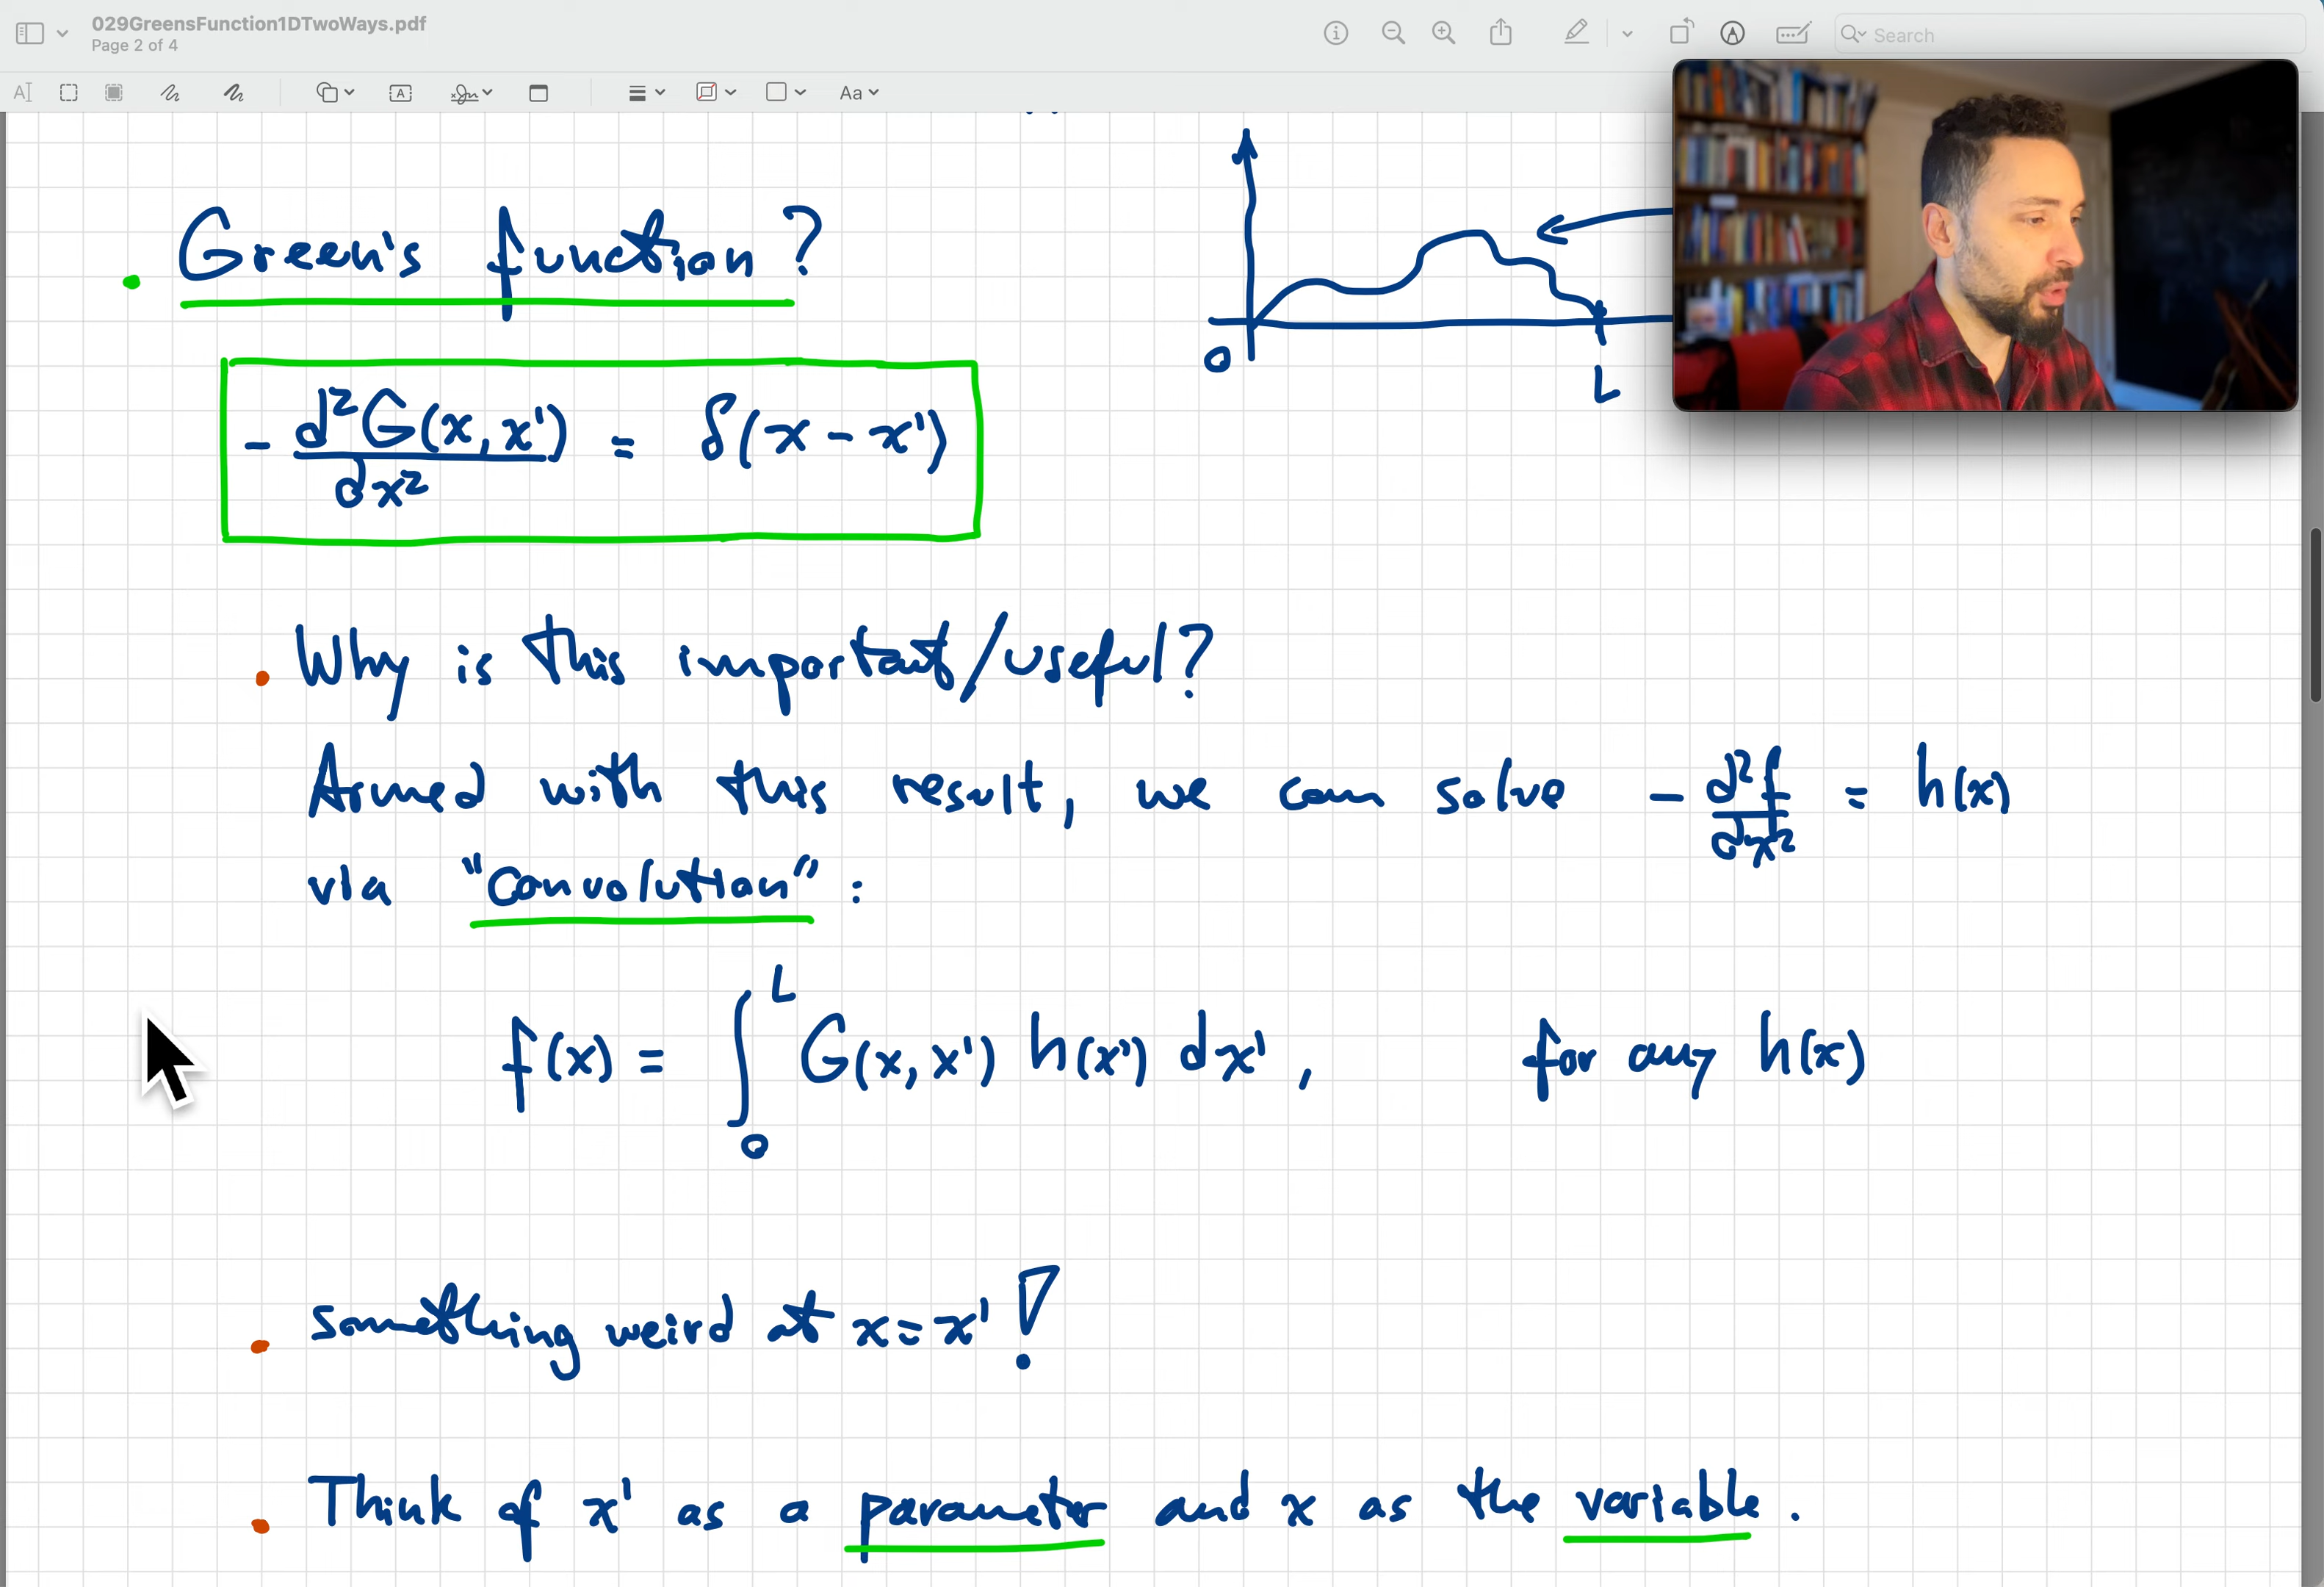 029GreensFunction1DTwoWays.pdf
Page 2 of 4
Search
Aa
Green's function?
0
L
- d²G(x,x')/dx² = δ(x-x')
Why is this important/useful?
Armed with this result, we can solve - d²f/dx² = h(x)
via "Convolution":
f(x) = ∫₀ᴸ G(x,x') h(x') dx', for any h(x)
something weird at x=x'!
Think of x' as a parameter and x as the variable.